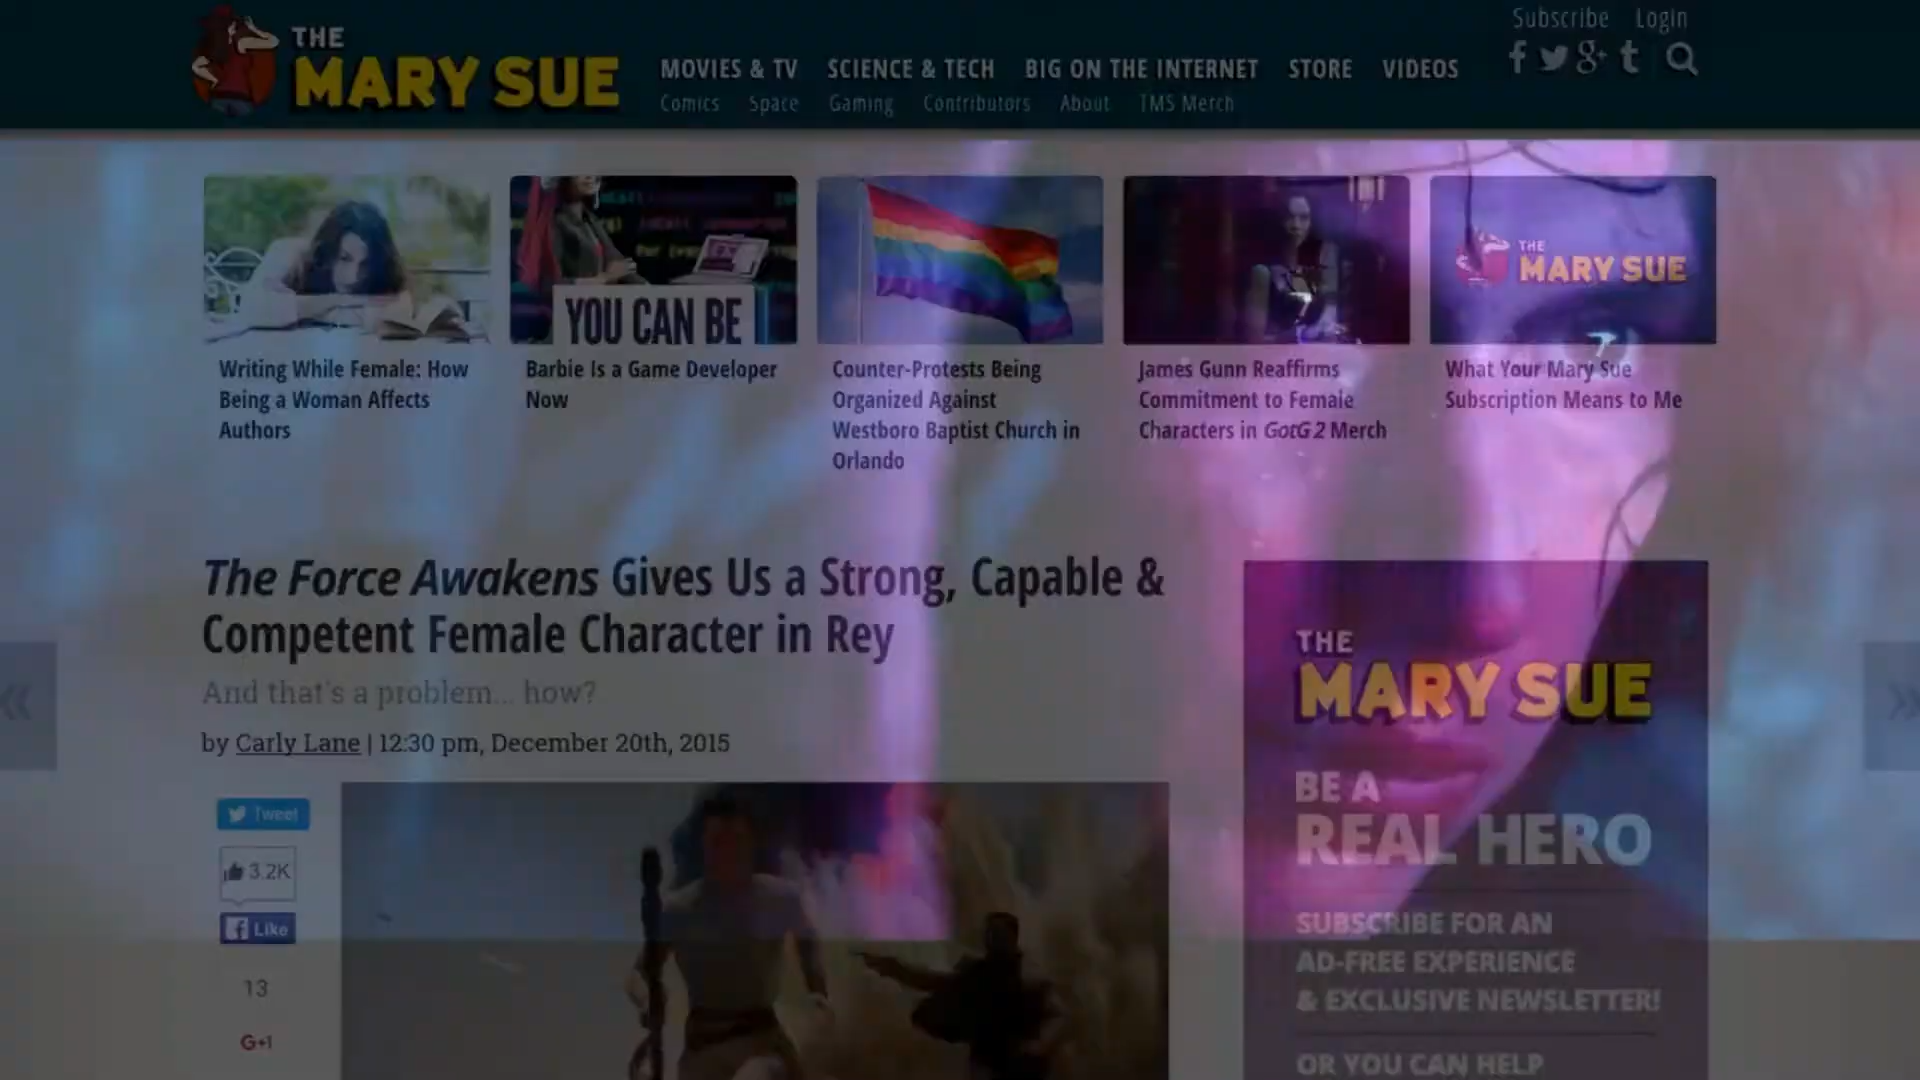 Subscribe Login
THE
MARY SUE
MOVIES & TV SCIENCE & TECH BIG ON THE INTERNET STORE VIDEOS
Comics Space Gaming Contributors About TMS Merch
YOU CAN BE
THE
MARY SUE
Writing While Female: How
Being a Woman Affects
Authors
Barbie Is a Game Developer
Now
Counter-Protests Being
Organized Against
Westboro Baptist Church in
Orlando
James Gunn Reaffirms
Commitment to Female
Characters in GotG 2 Merch
What Your Mary Sue
Subscription Means to Me
The Force Awakens Gives Us a Strong, Capable &
Competent Female Character in Rey
And that's a problem... how?
by Carly Lane | 12:30 pm, December 20th, 2015
Tweet
3.2K
Like
13
G+1
THE
MARY SUE
BE A
REAL HERO
SUBSCRIBE FOR AN
AD-FREE EXPERIENCE
& EXCLUSIVE NEWSLETTER!
OR YOU CAN HELP